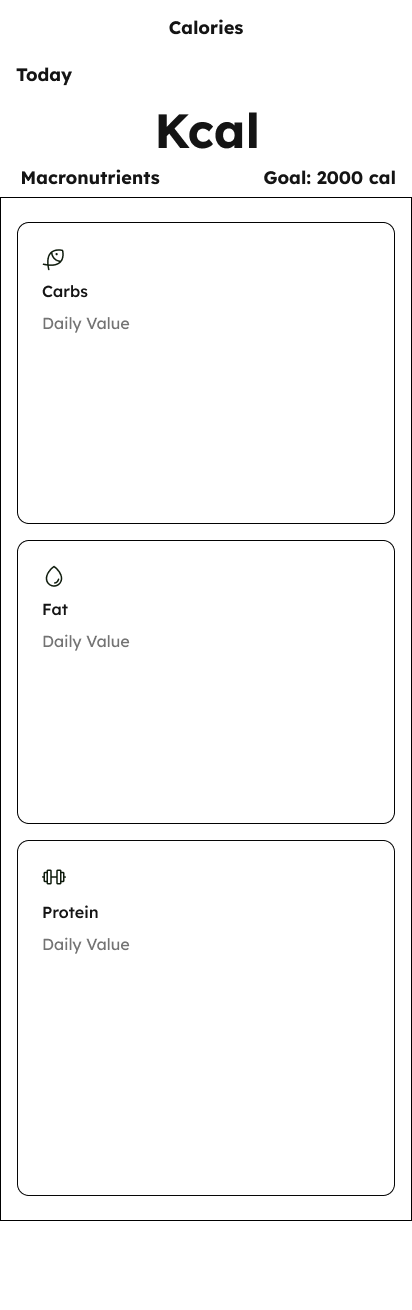 Calories
Today
Kcal
Macronutrients Goal: 2000 cal
Carbs
Daily Value
Fat
Daily Value
Protein
Daily Value